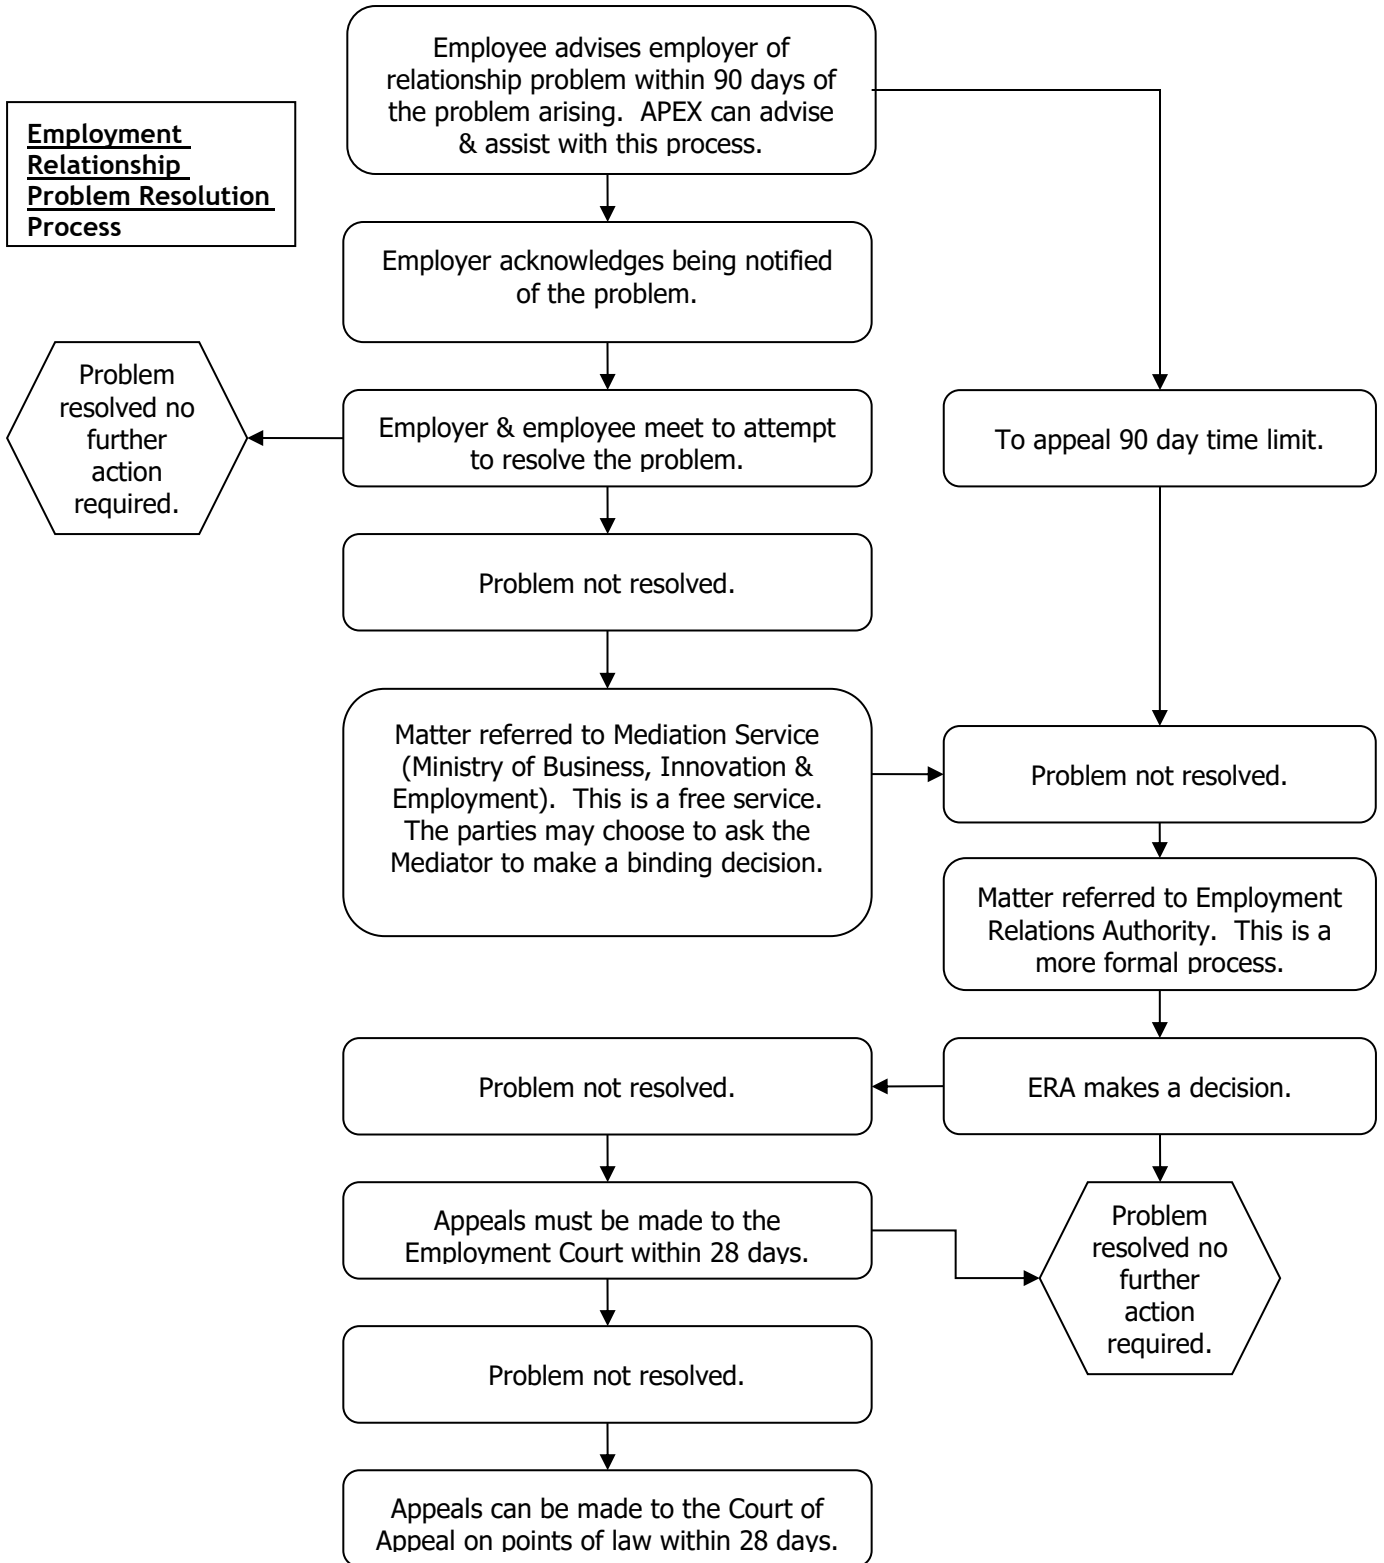 Employee advises employer of
relationship problem within 90 days of
the problem arising.  APEX can advise
& assist with this process.
Employment
Relationship
Problem Resolution
Process
Employer acknowledges being notified
of the problem.
Problem
resolved no
further
action
required.
Employer & employee meet to attempt
to resolve the problem.
To appeal 90 day time limit.
Problem not resolved.
Matter referred to Mediation Service
(Ministry of Business, Innovation &
Employment).  This is a free service.
The parties may choose to ask the
Mediator to make a binding decision.
Problem not resolved.
Matter referred to Employment
Relations Authority.  This is a
more formal process.
Problem not resolved.
ERA makes a decision.
Appeals must be made to the
Employment Court within 28 days.
Problem
resolved no
further
action
required.
Problem not resolved.
Appeals can be made to the Court of
Appeal on points of law within 28 days.